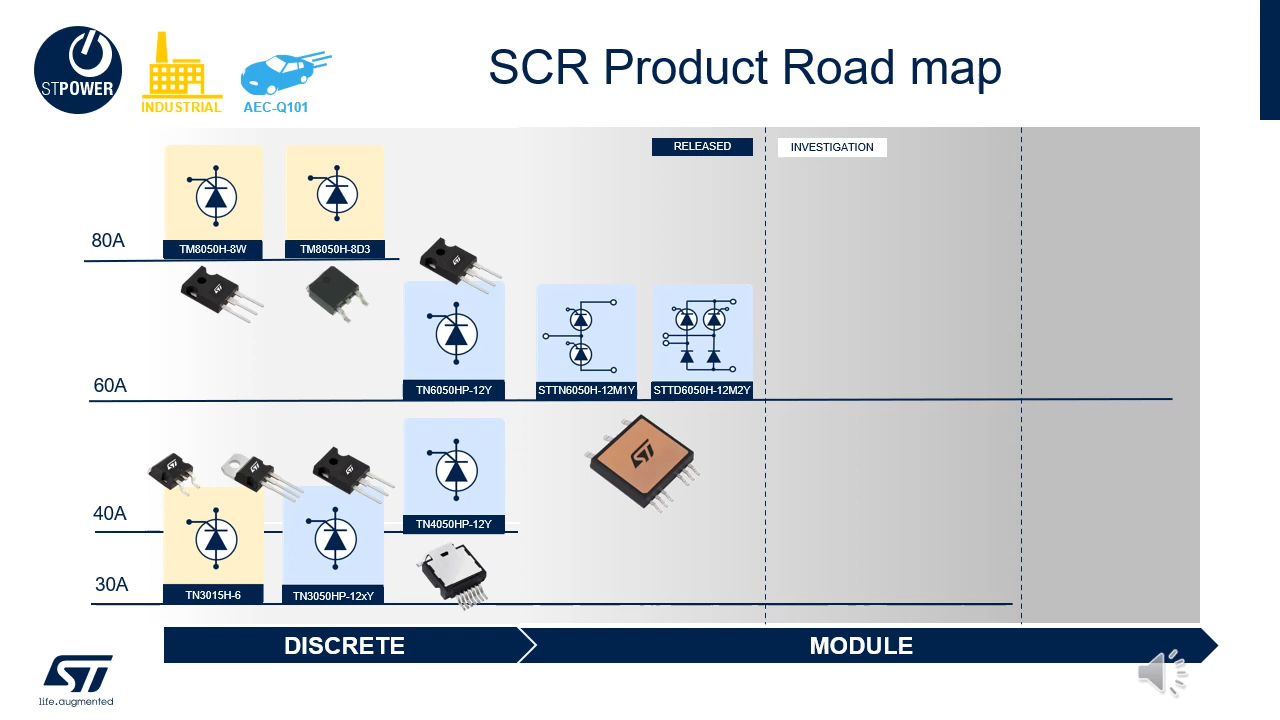 SCR Product Road map
STPOWER
INDUSTRIAL
AEC-Q101
RELEASED
INVESTIGATION
80A
TM8050H-8W
TM8050H-8D3
60A
TN6050HP-12Y
STTN6050H-12M1Y
STTD6050H-12M2Y
40A
TN4050HP-12Y
30A
TN3015H-6
TN3050HP-12xY
DISCRETE
MODULE
ST
life.augmented